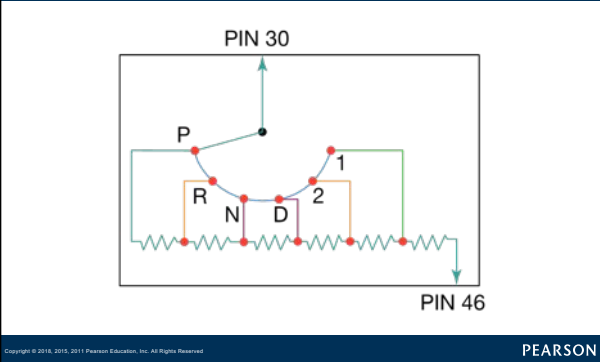 PIN 30
P
1
R
2
N
D
PIN 46
Copyright © 2018, 2015, 2011 Pearson Education, Inc. All Rights Reserved
PEARSON